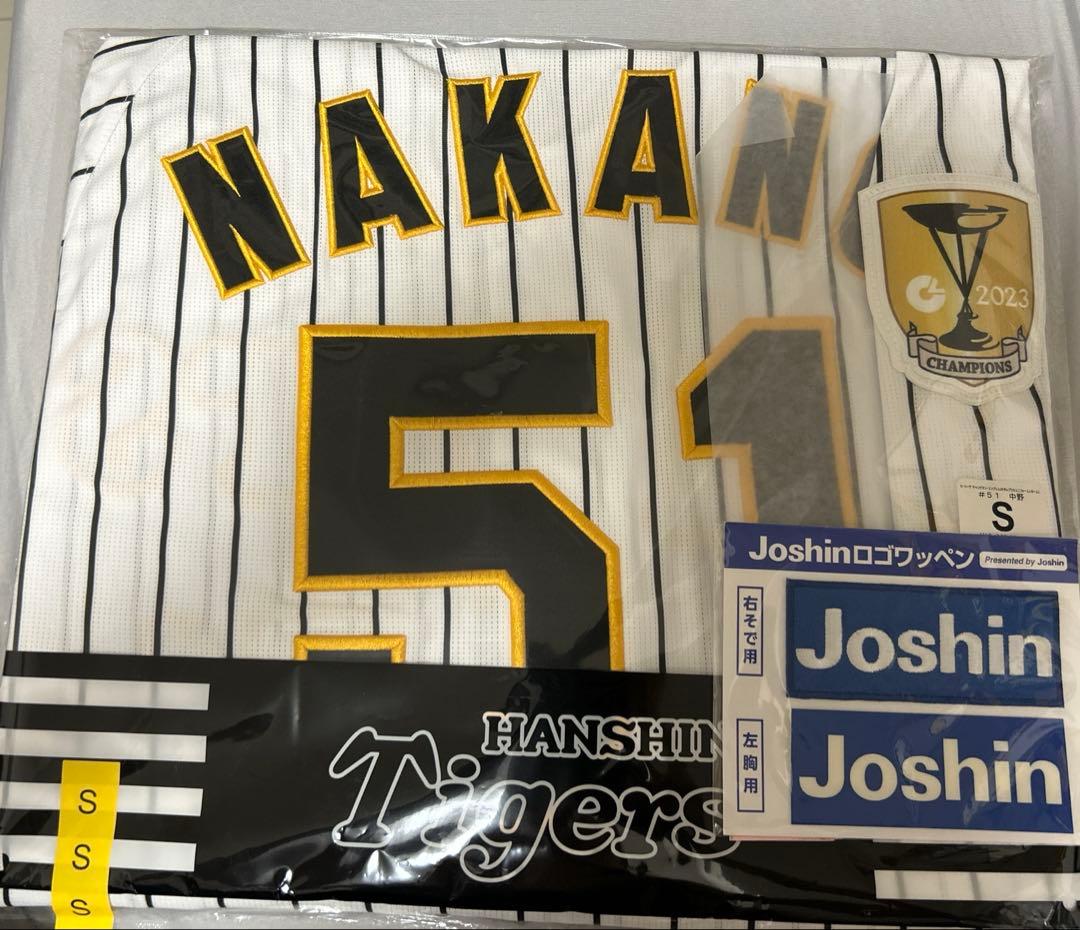 NAKANO
51
2023
CHAMPIONS
#51 中野
S
Joshinロゴワッペン
Presented by Joshin
右そで用
Joshin
左胸用
Joshin
HANSHIN
Tigers
S
S
S